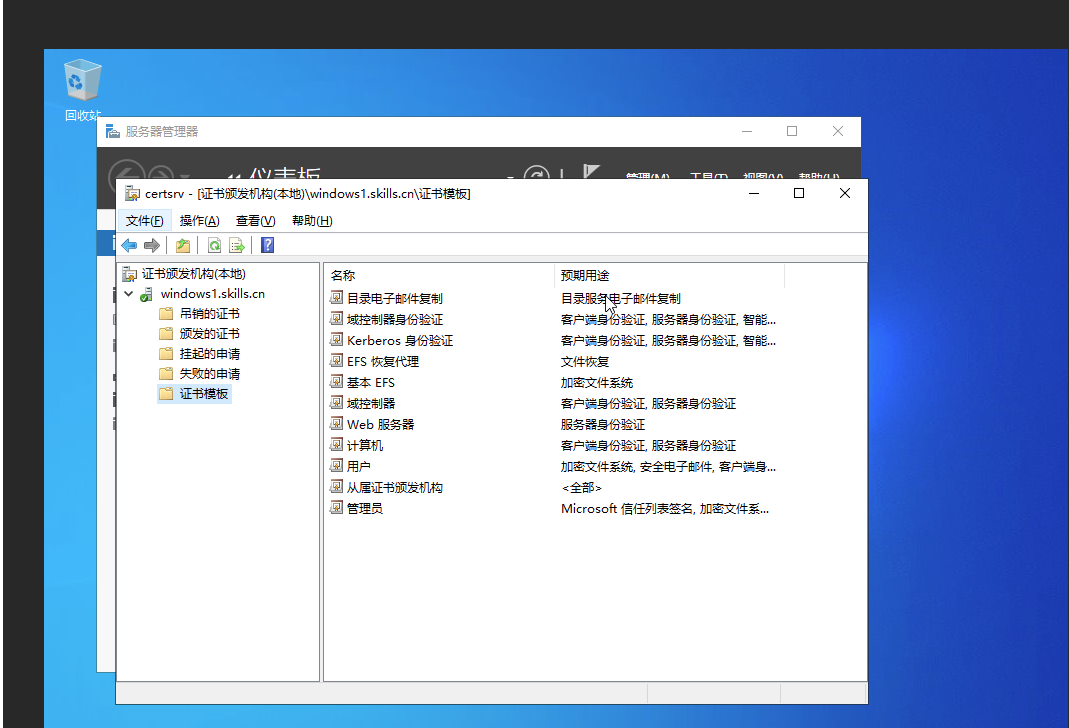 回收站
服务器管理器
仪表板
管理(M) 工具(T) 视图(V) 帮助(H)
certsrv - [证书颁发机构(本地)\windows1.skills.cn\证书模板]
文件(F) 操作(A) 查看(V) 帮助(H)
证书颁发机构(本地)
windows1.skills.cn
吊销的证书
颁发的证书
挂起的申请
失败的申请
证书模板
名称 预期用途
目录电子邮件复制 目录服务电子邮件复制
域控制器身份验证 客户端身份验证, 服务器身份验证, 智能...
Kerberos 身份验证 客户端身份验证, 服务器身份验证, 智能...
EFS 恢复代理 文件恢复
基本 EFS 加密文件系统
域控制器 客户端身份验证, 服务器身份验证
Web 服务器 服务器身份验证
计算机 客户端身份验证, 服务器身份验证
用户 加密文件系统, 安全电子邮件, 客户端身...
从属证书颁发机构 <全部>
管理员 Microsoft 信任列表签名, 加密文件系...